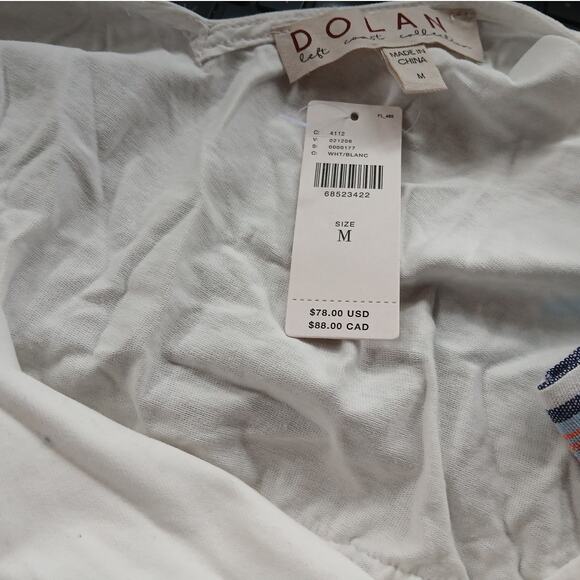 DOLAN
left coast collection
MADE IN
CHINA
M
FL_485
C: 4112
V: 021206
S: 0000177
C: WHT/BLANC
68523422
SIZE
M
$78.00 USD
$88.00 CAD